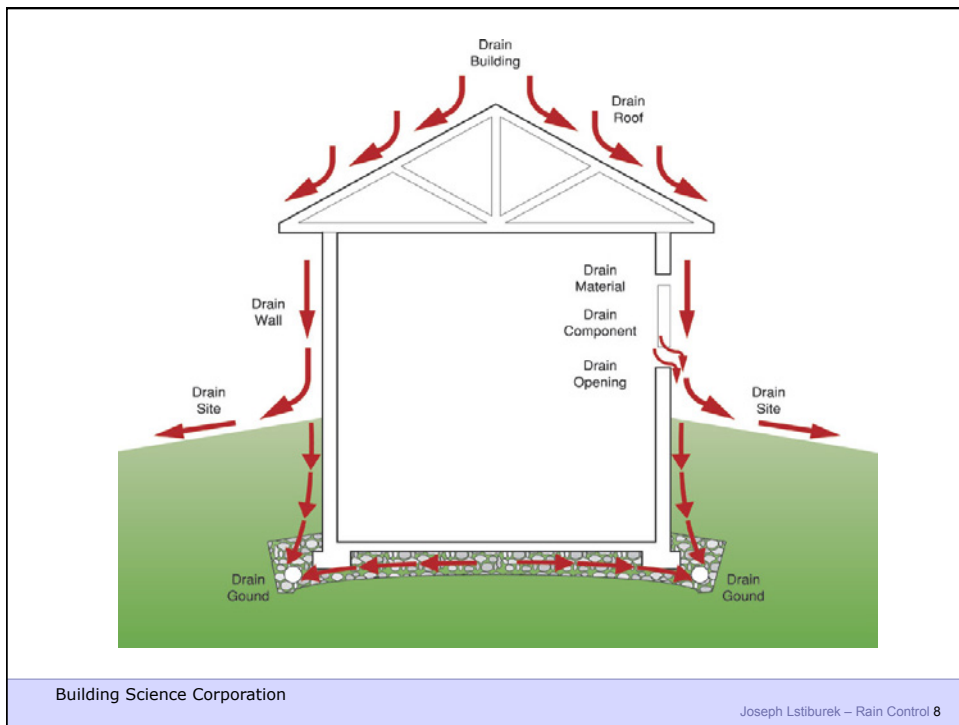 Drain
Building
Drain
Roof
Drain
Material
Drain
Wall
Drain
Component
Drain
Opening
Drain
Site
Drain
Site
Drain
Gound
Drain
Gound
Building Science Corporation
Joseph Lstiburek – Rain Control 8